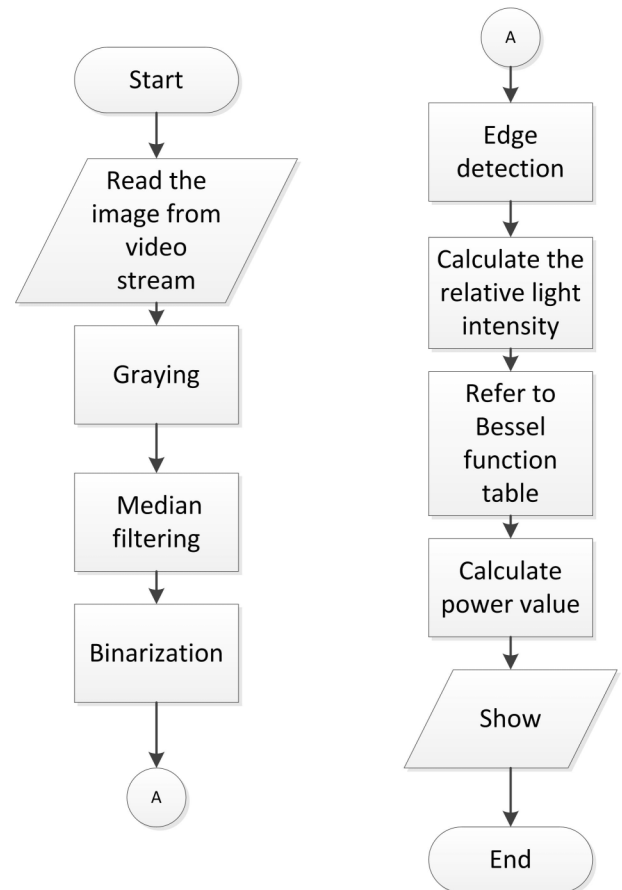 Start
Read the
image from
video
stream
Graying
Median
filtering
Binarization
A
A
Edge
detection
Calculate the
relative light
intensity
Refer to
Bessel
function
table
Calculate
power value
Show
End